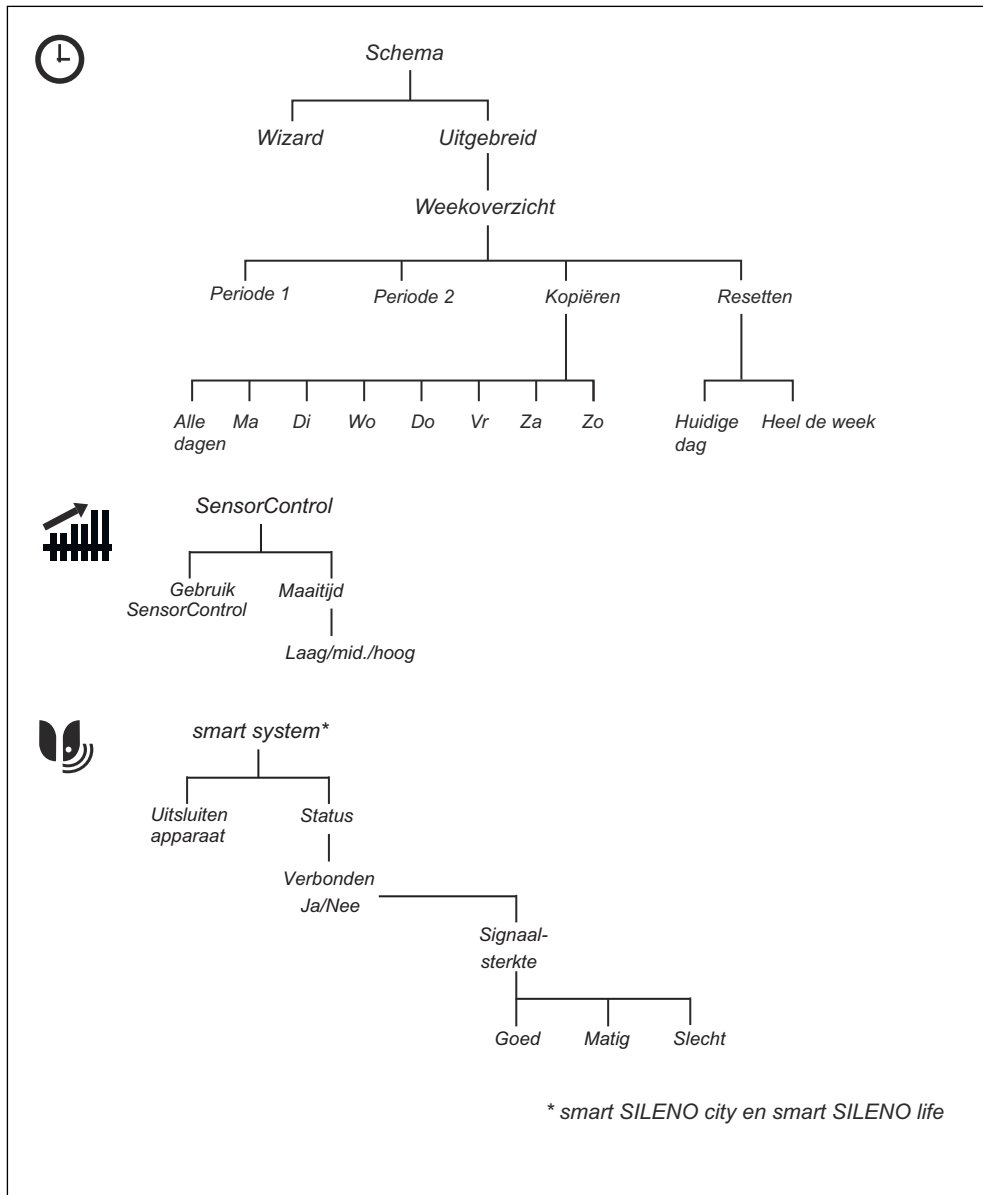 Schema
Wizard Uitgebreid
Weekoverzicht
Periode 1 Periode 2 Kopiëren Resetten
Alle Ma Di Wo Do Vr Za Zo Huidige Heel de week
dagen dag
SensorControl
Gebruik Maaitijd
SensorControl
Laag/mid./hoog
smart system*
Uitsluiten Status
apparaat
Verbonden
Ja/Nee
Signaal-
sterkte
Goed Matig Slecht
* smart SILENO city en smart SILENO life